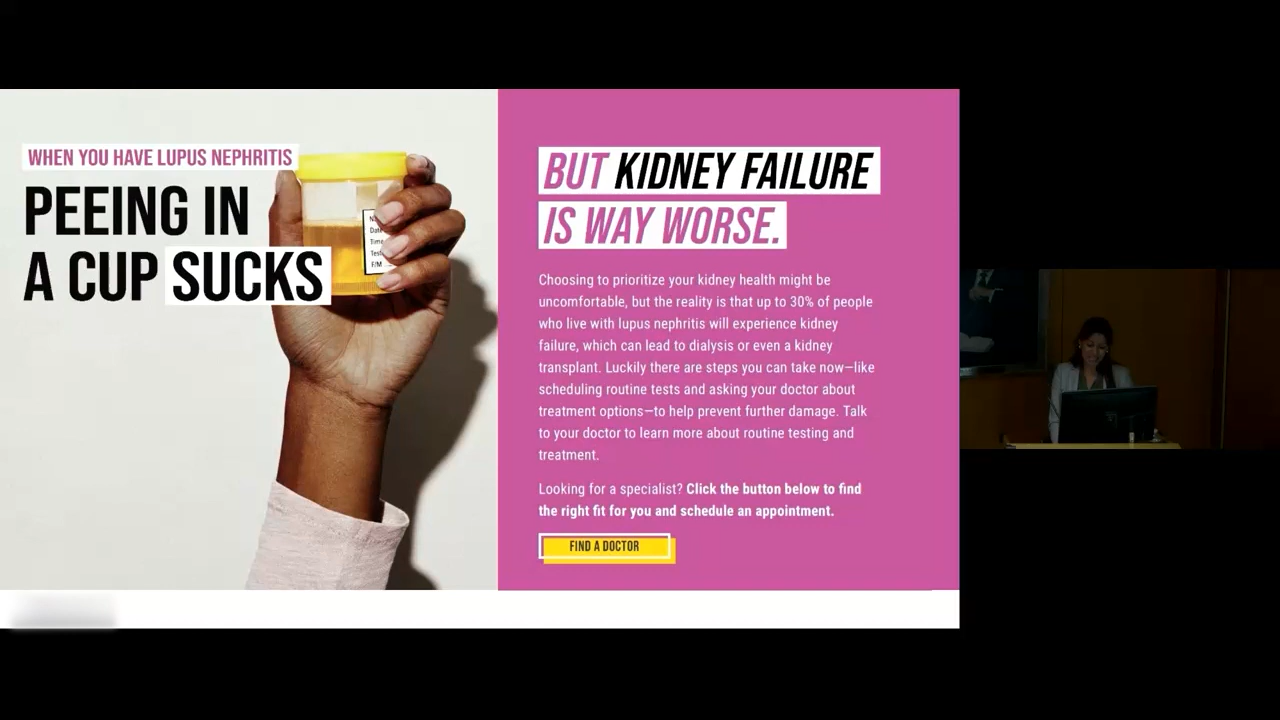 WHEN YOU HAVE LUPUS NEPHRITIS
PEEING IN
A CUP SUCKS
Date
Time
F/M
BUT KIDNEY FAILURE
IS WAY WORSE.
Choosing to prioritize your kidney health might be
uncomfortable, but the reality is that up to 30% of people
who live with lupus nephritis will experience kidney
failure, which can lead to dialysis or even a kidney
transplant. Luckily there are steps you can take now—like
scheduling routine tests and asking your doctor about
treatment options—to help prevent further damage. Talk
to your doctor to learn more about routine testing and
treatment.
Looking for a specialist? Click the button below to find
the right fit for you and schedule an appointment.
FIND A DOCTOR